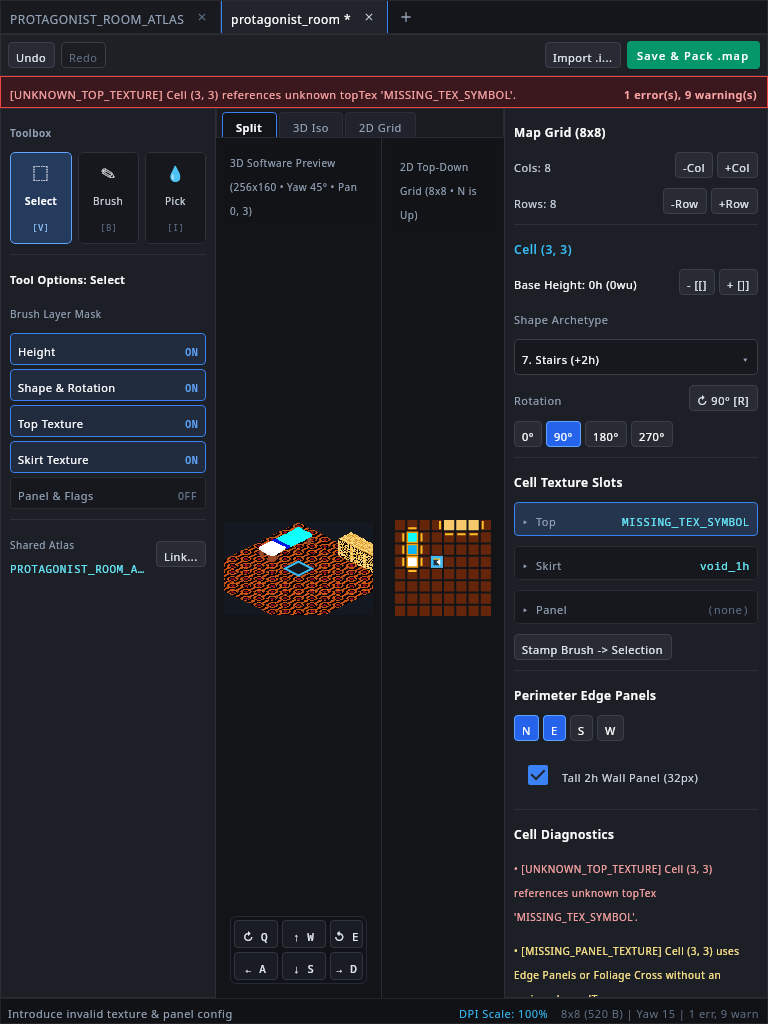 PROTAGONIST_ROOM_ATLAS ×
protagonist_room * ×
+
Undo
Redo
Import .i...
Save & Pack .map
[UNKNOWN_TOP_TEXTURE] Cell (3, 3) references unknown topTex 'MISSING_TEX_SYMBOL'.
1 error(s), 9 warning(s)
Toolbox
Select
[V]
Brush
[B]
Pick
[I]
Tool Options: Select
Brush Layer Mask
Height ON
Shape & Rotation ON
Top Texture ON
Skirt Texture ON
Panel & Flags OFF
Shared Atlas
PROTAGONIST_ROOM_A…
Link...
Split
3D Iso
2D Grid
3D Software Preview
(256x160 • Yaw 45° • Pan
0, 3)
2D Top-Down
Grid (8x8 • N is
Up)
↻ Q
↑ W
↺ E
← A
↓ S
→ D
Map Grid (8x8)
Cols: 8
-Col
+Col
Rows: 8
-Row
+Row
Cell (3, 3)
Base Height: 0h (0wu)
- [[]
+ []]
Shape Archetype
7. Stairs (+2h)
Rotation
↻ 90° [R]
0°
90°
180°
270°
Cell Texture Slots
▸ Top MISSING_TEX_SYMBOL
▸ Skirt void_1h
▸ Panel (none)
Stamp Brush -> Selection
Perimeter Edge Panels
N
E
S
W
Tall 2h Wall Panel (32px)
Cell Diagnostics
• [UNKNOWN_TOP_TEXTURE] Cell (3, 3)
references unknown topTex
'MISSING_TEX_SYMBOL'.
• [MISSING_PANEL_TEXTURE] Cell (3, 3) uses
Edge Panels or Foliage Cross without an
Introduce invalid texture & panel config
DPI Scale: 100%
8x8 (520 B) | Yaw 15 | 1 err, 9 warn